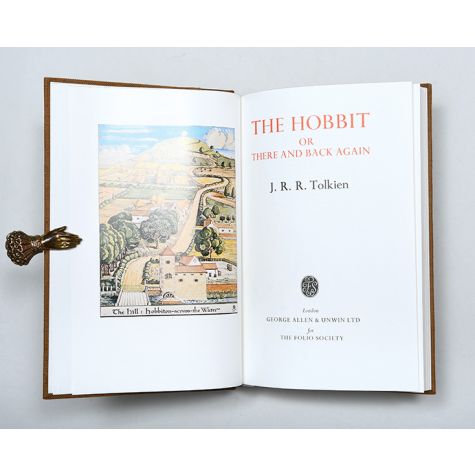 The Hill : Hobbiton-across-the Water
THE HOBBIT
OR
THERE AND BACK AGAIN
J. R. R. Tolkien
London
GEORGE ALLEN & UNWIN LTD
for
THE FOLIO SOCIETY